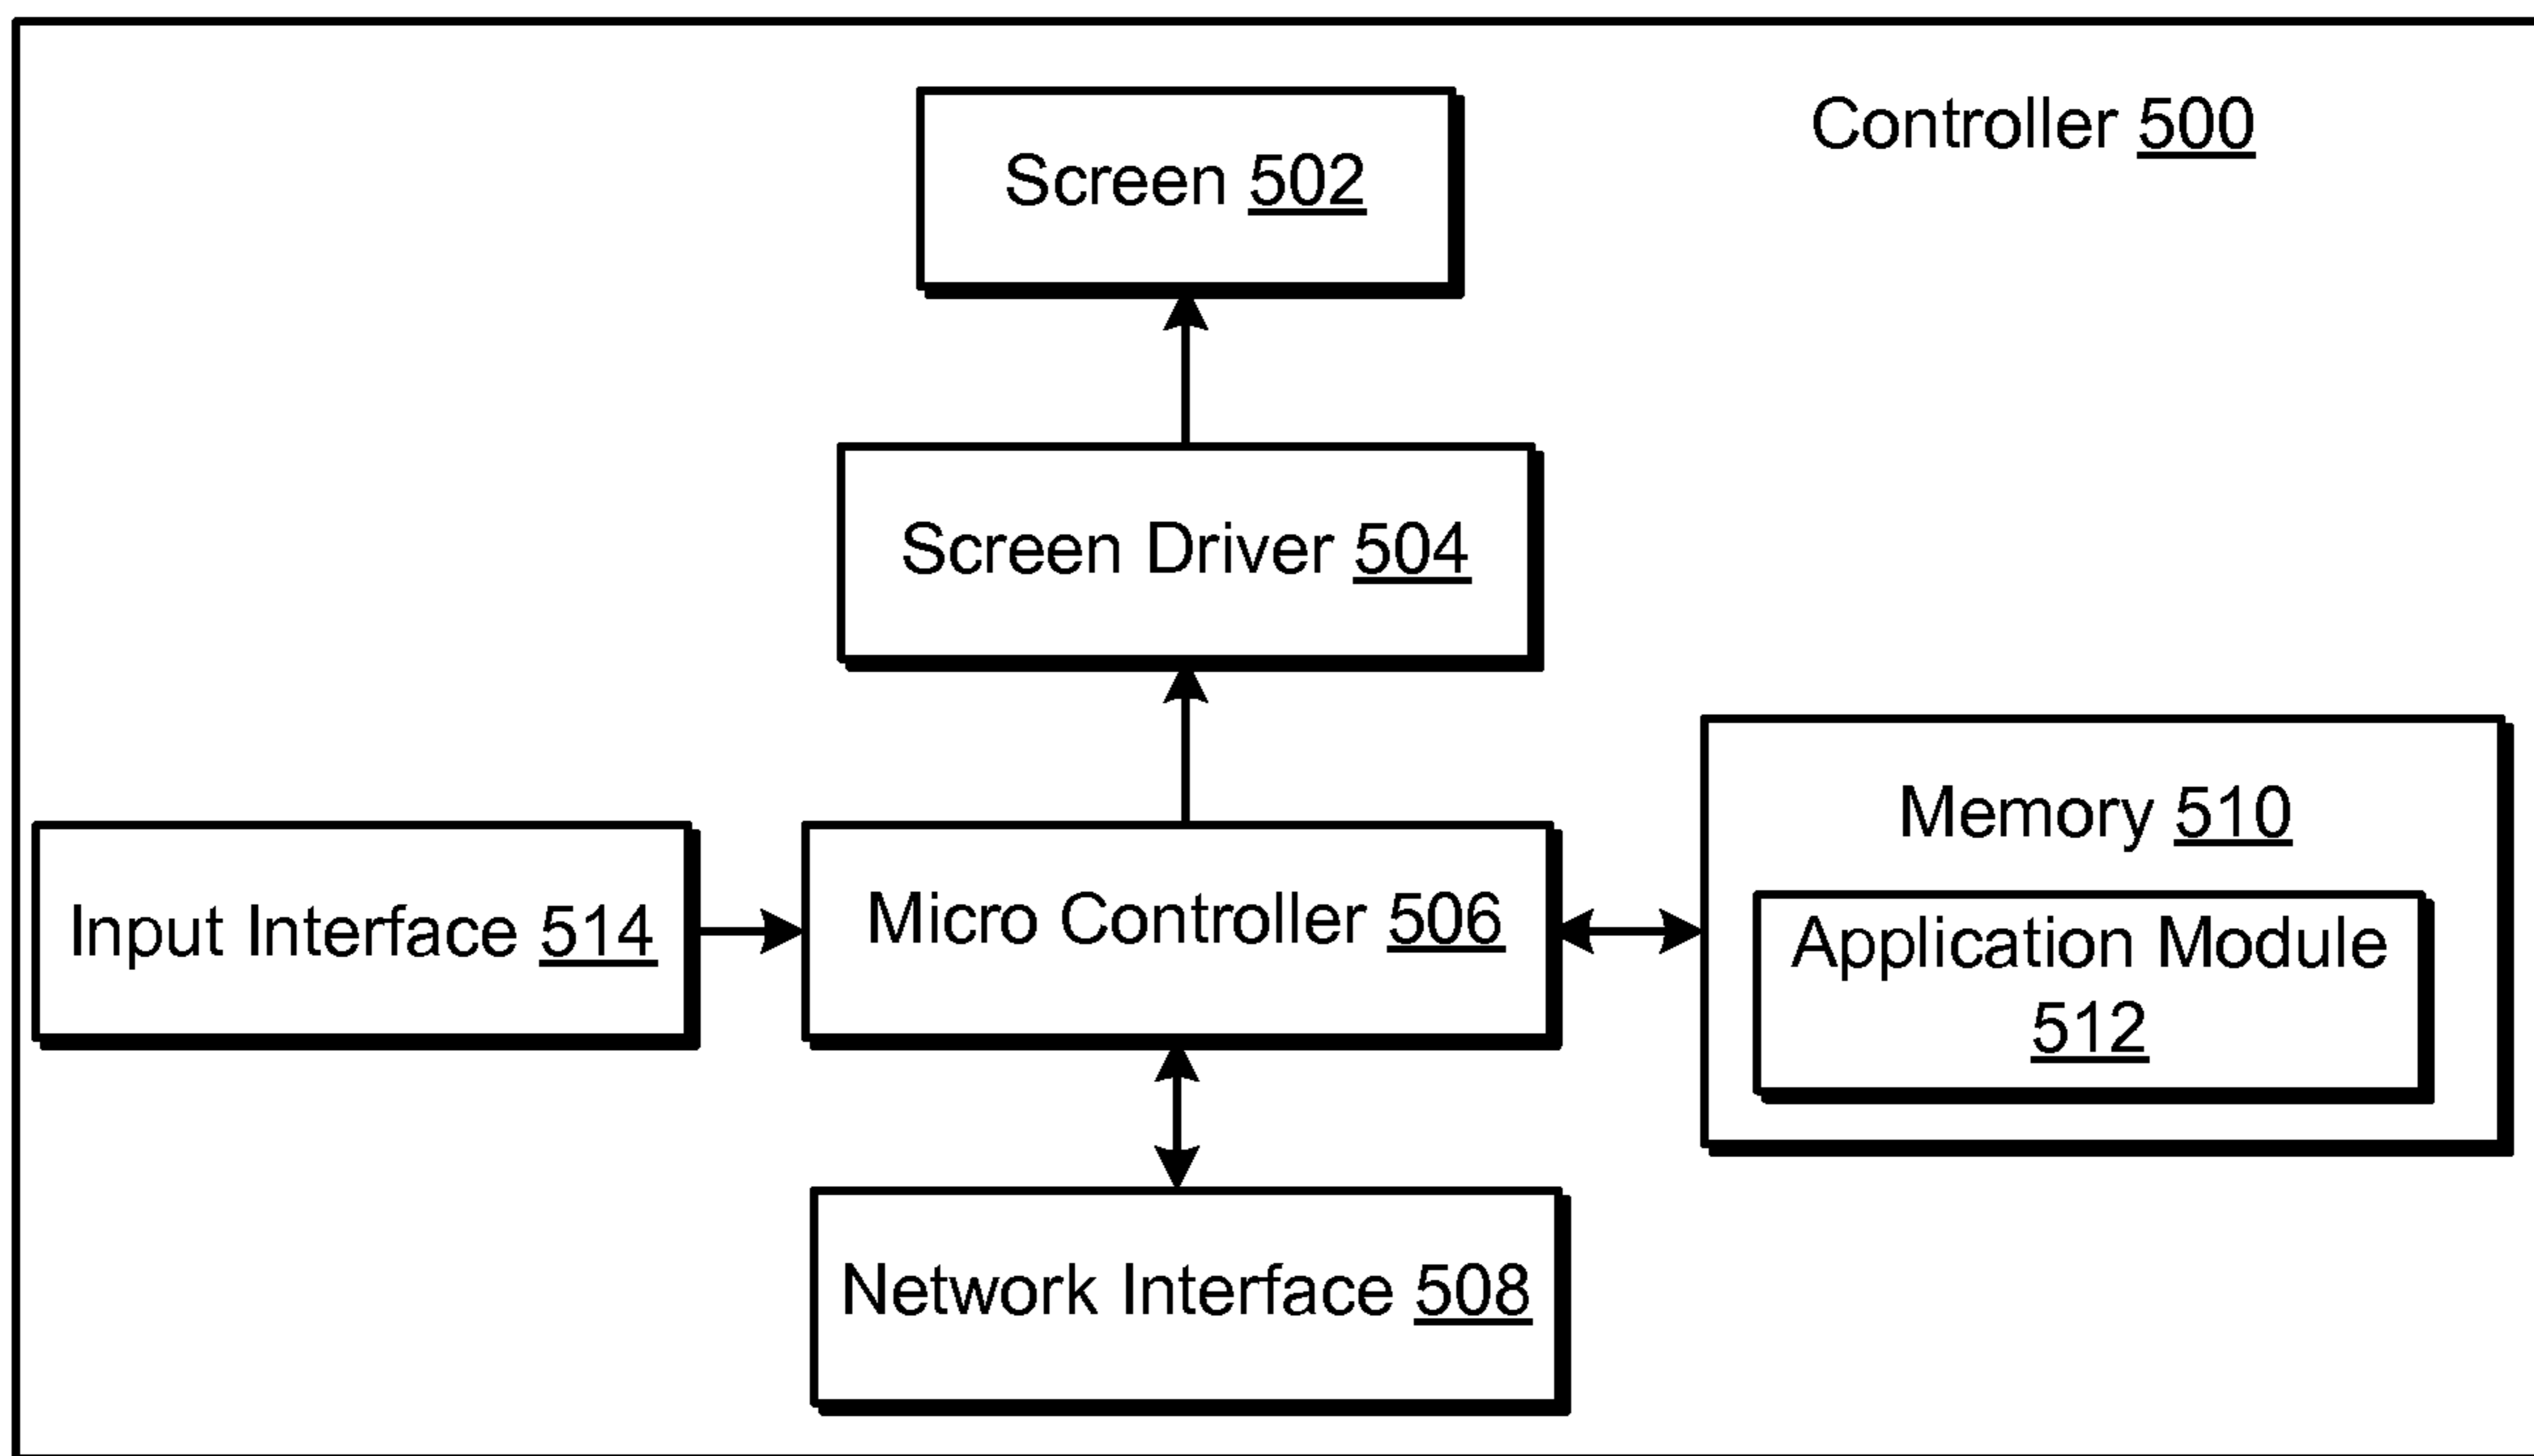 Controller 500
Screen 502
Screen Driver 504
Memory 510
Input Interface 514
Micro Controller 506
Application Module
512
Network Interface 508